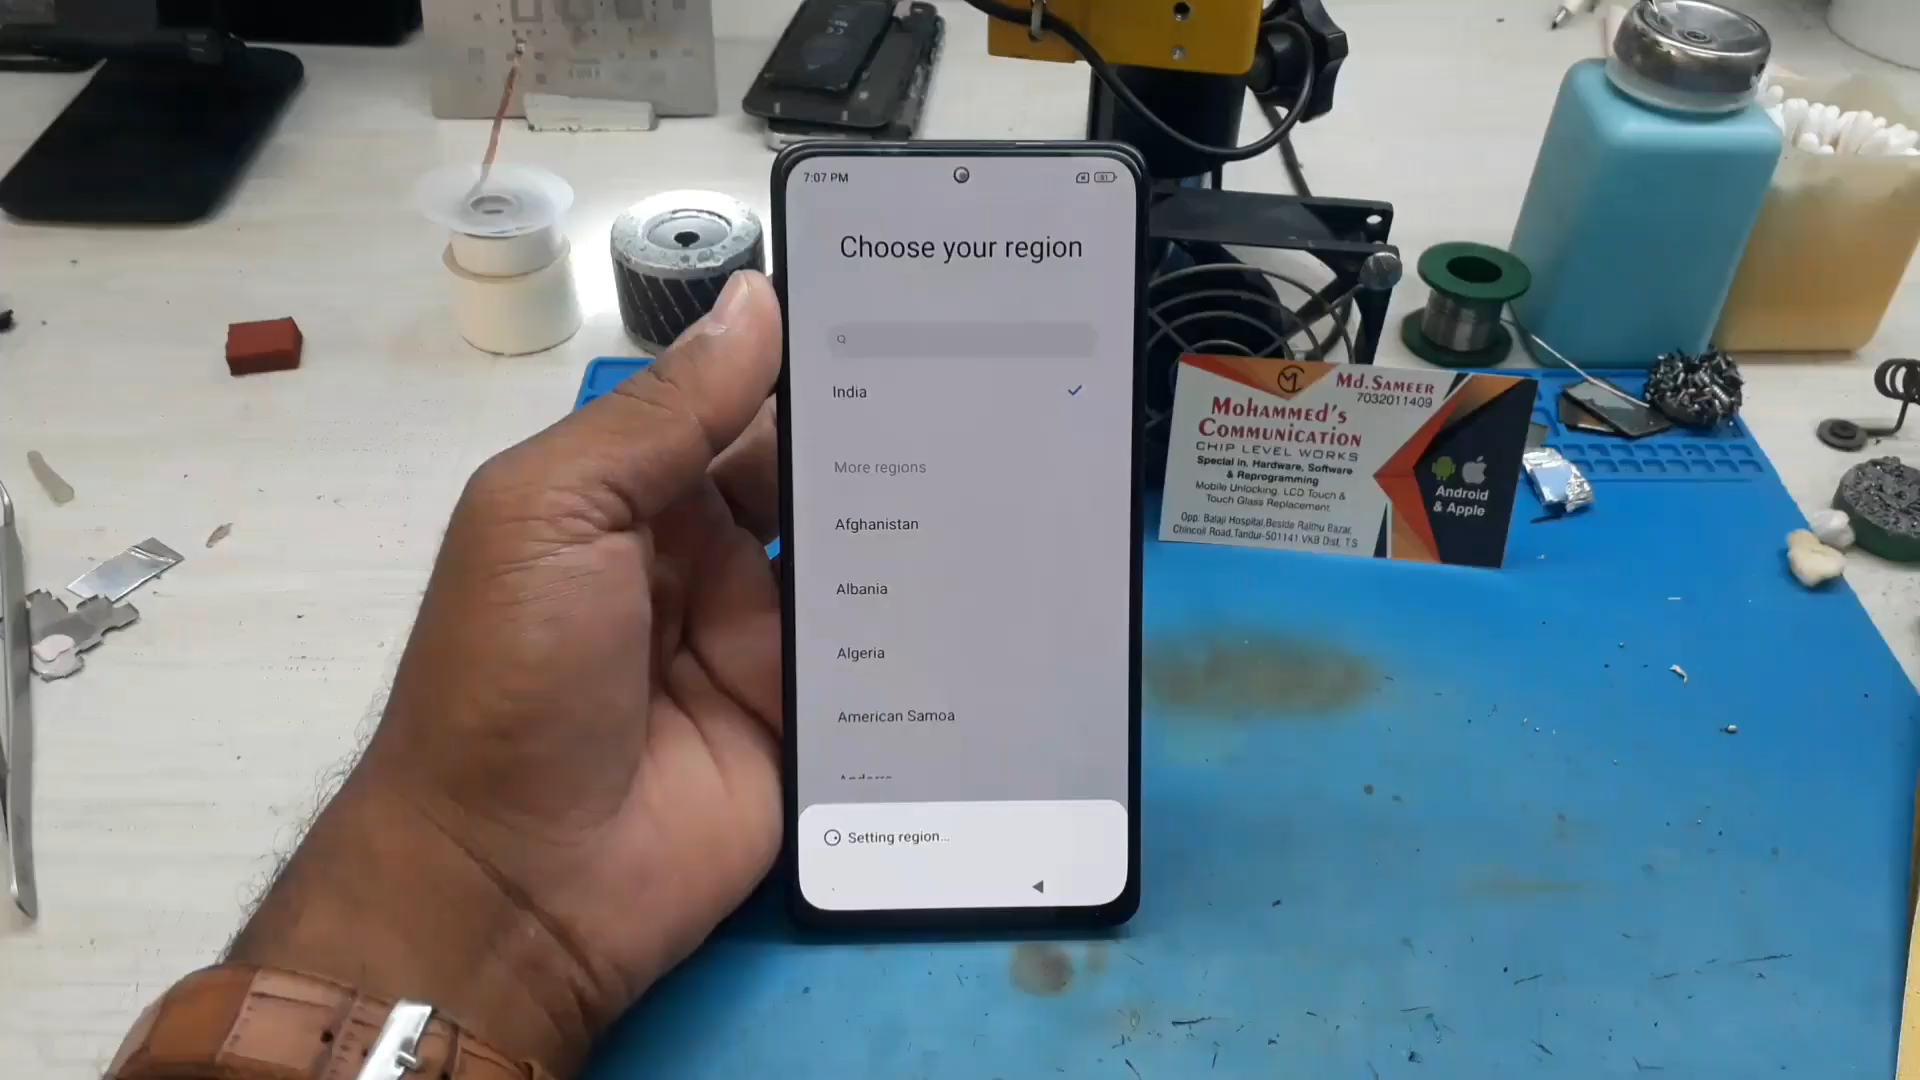 7:07 PM
Choose your region
India
More regions
Afghanistan
Albania
Algeria
American Samoa
Setting region...
Md.Sameer
7032011409
Mohammed's
Communication
CHIP LEVEL WORKS
Special in, Hardware, Software
& Reprogramming
Mobile Unlocking, LCD Touch &
Touch Glass Replacement.
Opp. Balaji Hospital,Beside Raithu Bazar,
Chincoli Road,Tandur-501141 VKB Dist, T S
Android
& Apple